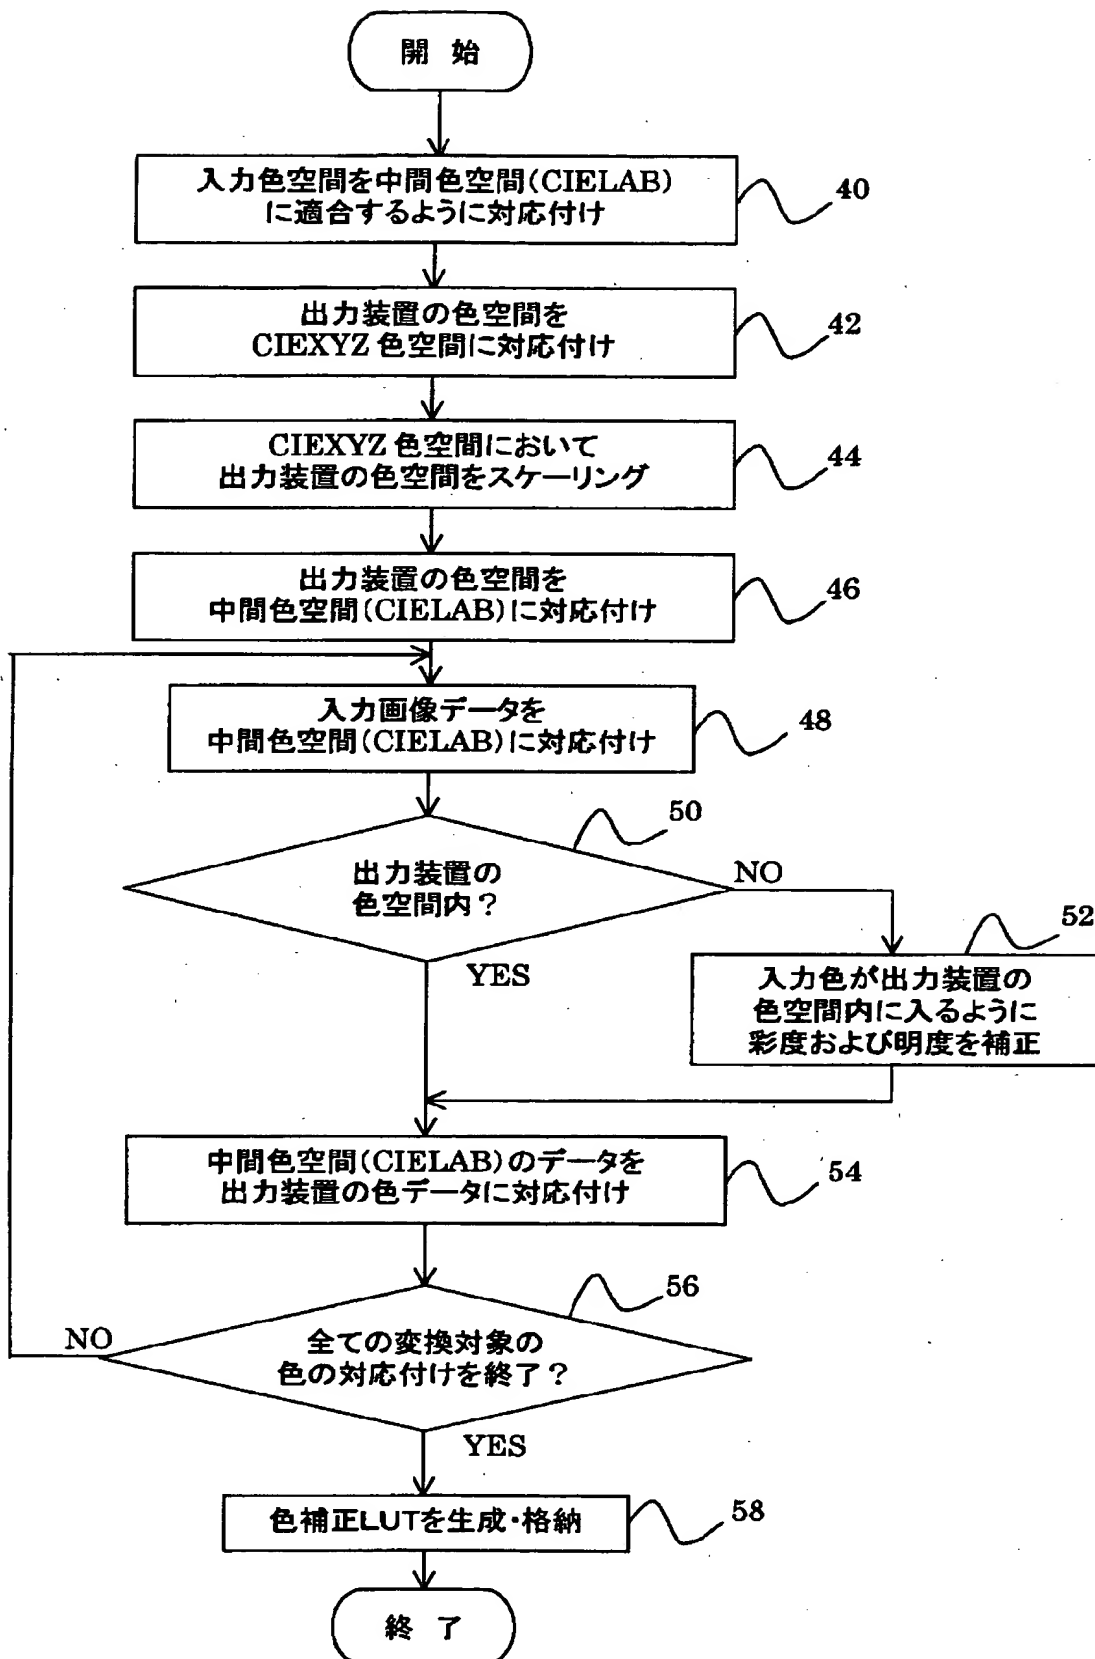 開 始
入力色空間を中間色空間(CIELAB)
に適合するように対応付け
40
出力装置の色空間を
CIEXYZ 色空間に対応付け
42
CIEXYZ 色空間において
出力装置の色空間をスケーリング
44
出力装置の色空間を
中間色空間(CIELAB)に対応付け
46
入力画像データを
中間色空間(CIELAB)に対応付け
48
50
出力装置の
色空間内?
NO
YES
52
入力色が出力装置の
色空間内に入るように
彩度および明度を補正
中間色空間(CIELAB)のデータを
出力装置の色データに対応付け
54
56
全ての変換対象の
色の対応付けを終了?
NO
YES
色補正LUTを生成・格納
58
終 了